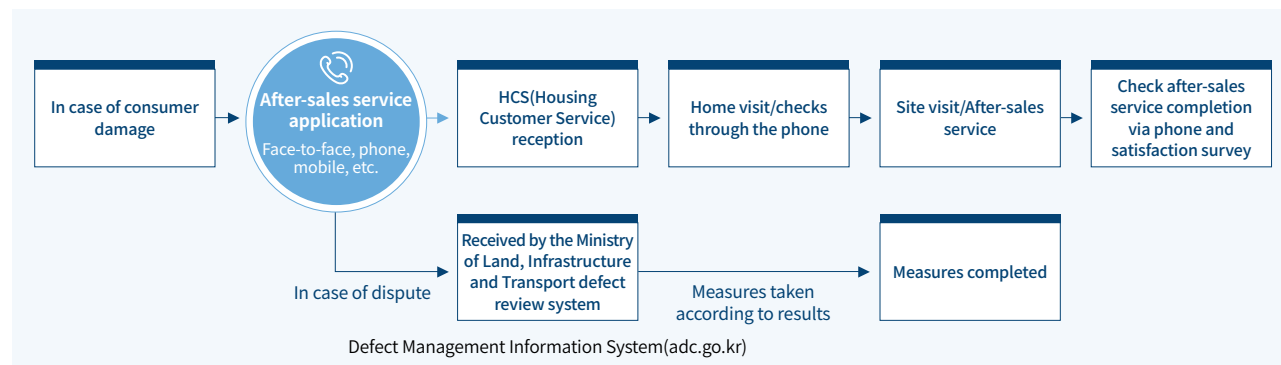 In case of consumer
damage
After-sales service
application
Face-to-face, phone,
mobile, etc.
HCS(Housing
Customer Service)
reception
Home visit/checks
through the phone
Site visit/After-sales
service
Check after-sales
service completion
via phone and
satisfaction survey
In case of dispute
Received by the Ministry
of Land, Infrastructure
and Transport defect
review system
Measures taken
according to results
Measures completed
Defect Management Information System(adc.go.kr)